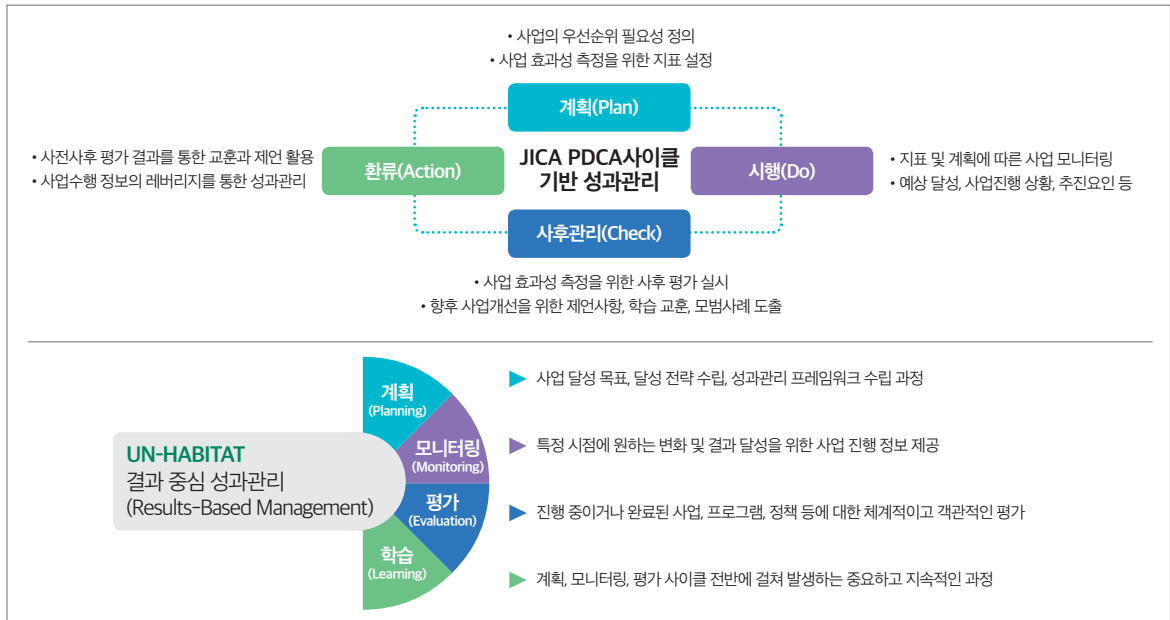 • 사업의 우선순위 필요성 정의
• 사업 효과성 측정을 위한 지표 설정
계획(Plan)
• 사전사후 평가 결과를 통한 교훈과 제언 활용
• 사업수행 정보의 레버리지를 통한 성과관리
환류(Action)
JICA PDCA사이클
기반 성과관리
시행(Do)
• 지표 및 계획에 따른 사업 모니터링
• 예상 달성, 사업진행 상황, 추진요인 등
사후관리(Check)
• 사업 효과성 측정을 위한 사후 평가 실시
• 향후 사업개선을 위한 제언사항, 학습 교훈, 모범사례 도출
UN-HABITAT
결과 중심 성과관리
(Results-Based Management)
계획
(Planning)
▶ 사업 달성 목표, 달성 전략 수립, 성과관리 프레임워크 수립 과정
모니터링
(Monitoring)
▶ 특정 시점에 원하는 변화 및 결과 달성을 위한 사업 진행 정보 제공
평가
(Evaluation)
▶ 진행 중이거나 완료된 사업, 프로그램, 정책 등에 대한 체계적이고 객관적인 평가
학습
(Learning)
▶ 계획, 모니터링, 평가 사이클 전반에 걸쳐 발생하는 중요하고 지속적인 과정